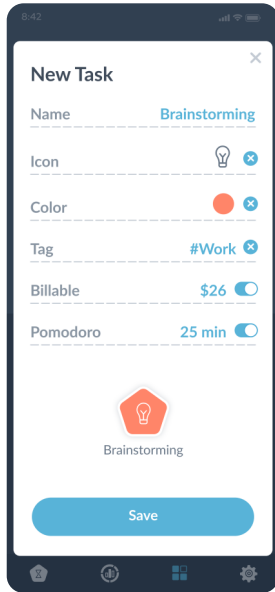 8:42
New Task
Name Brainstorming
Icon
Color
Tag #Work
Billable $26
Pomodoro 25 min
Brainstorming
Save